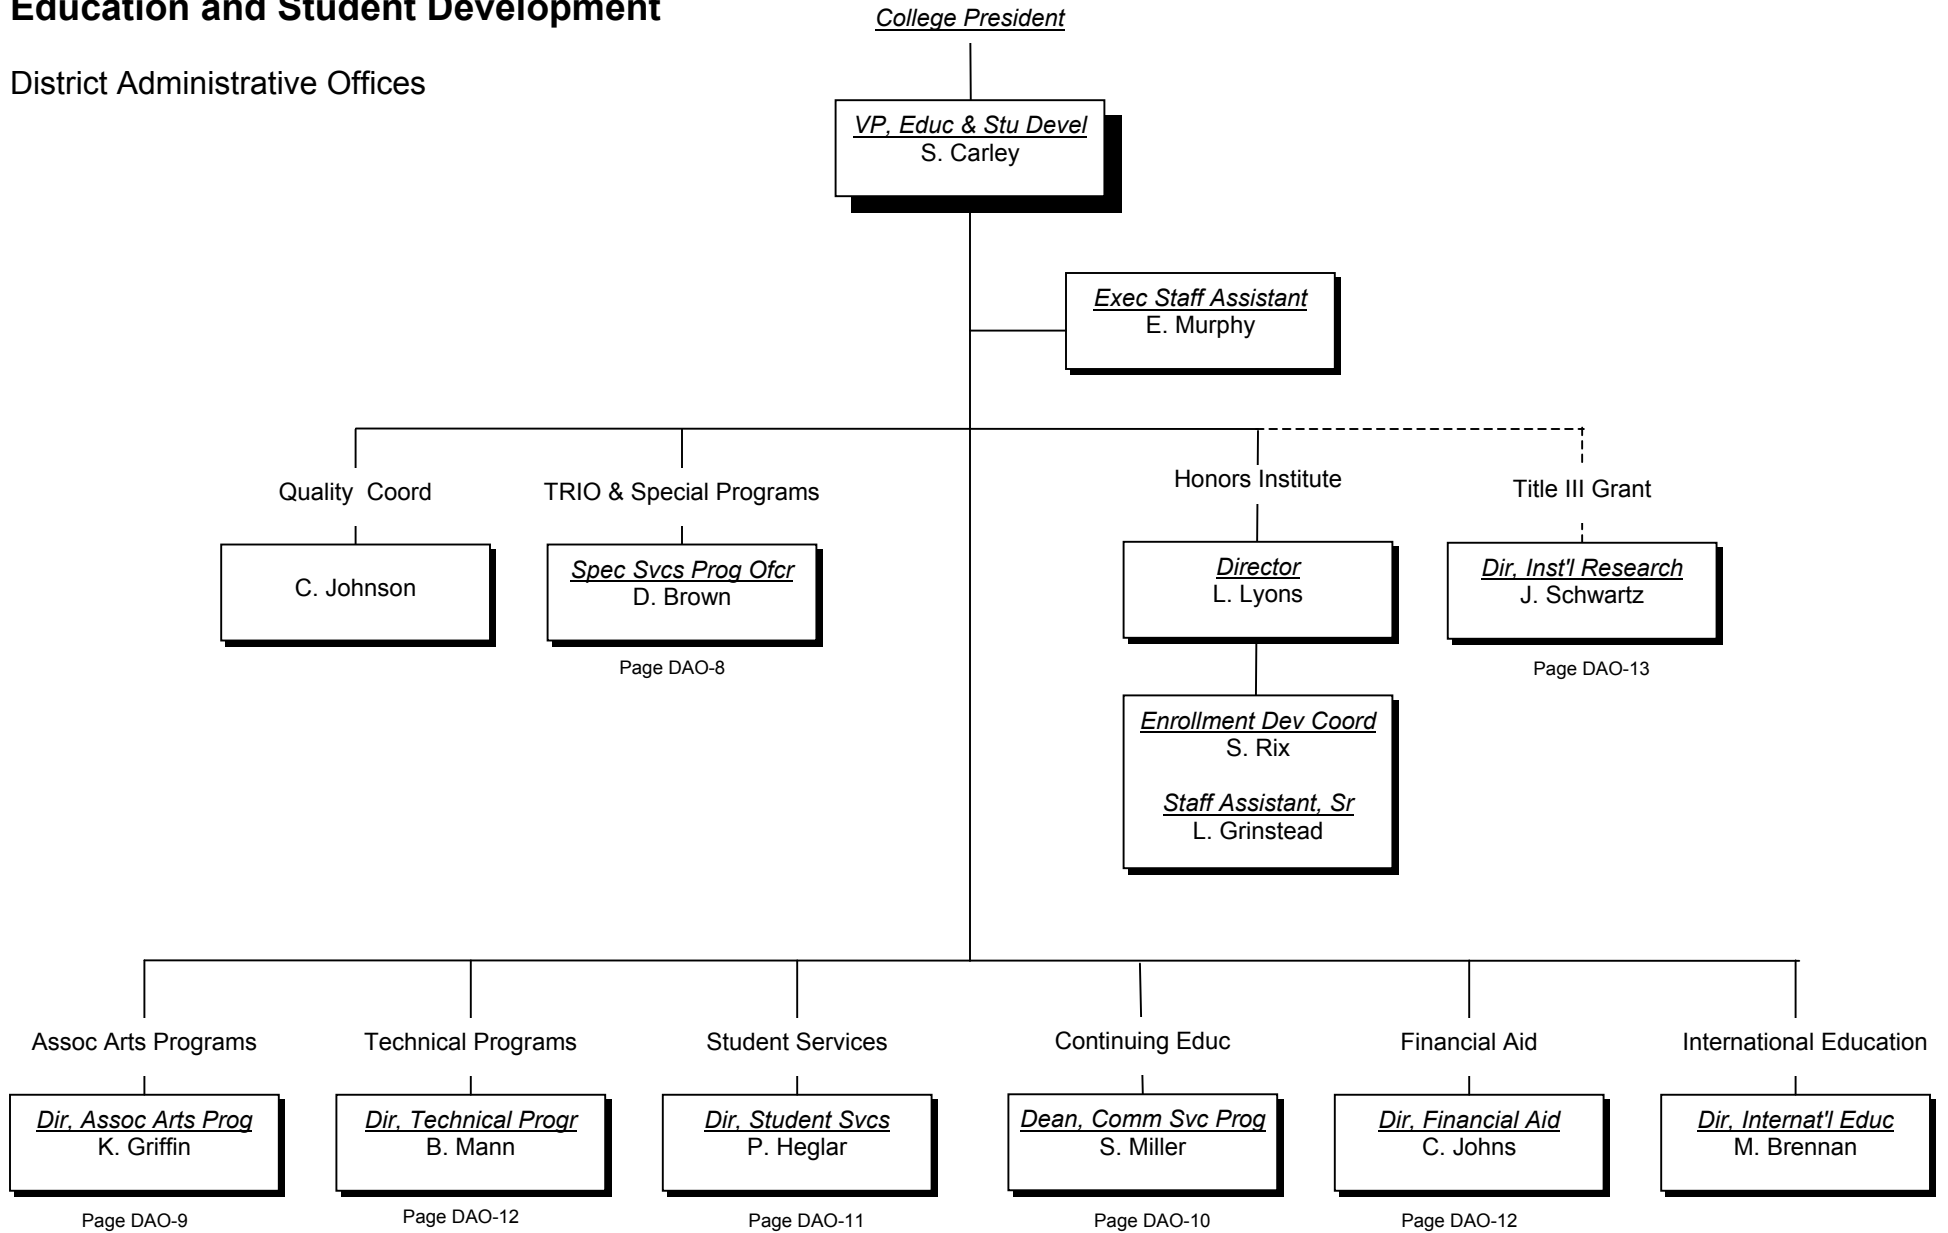 Education and Student Development
College President
District Administrative Offices
VP, Educ & Stu Devel
S. Carley
Exec Staff Assistant
E. Murphy
Quality  Coord
C. Johnson
TRIO & Special Programs
Spec Svcs Prog Ofcr
D. Brown
Page DAO-8
Honors Institute
Director
L. Lyons
Enrollment Dev Coord
S. Rix
Staff Assistant, Sr
L. Grinstead
Title III Grant
Dir, Inst'l Research
J. Schwartz
Page DAO-13
Assoc Arts Programs
Dir, Assoc Arts Prog
K. Griffin
Page DAO-9
Technical Programs
Dir, Technical Progr
B. Mann
Page DAO-12
Student Services
Dir, Student Svcs
P. Heglar
Page DAO-11
Continuing Educ
Dean, Comm Svc Prog
S. Miller
Page DAO-10
Financial Aid
Dir, Financial Aid
C. Johns
Page DAO-12
International Education
Dir, Internat'l Educ
M. Brennan